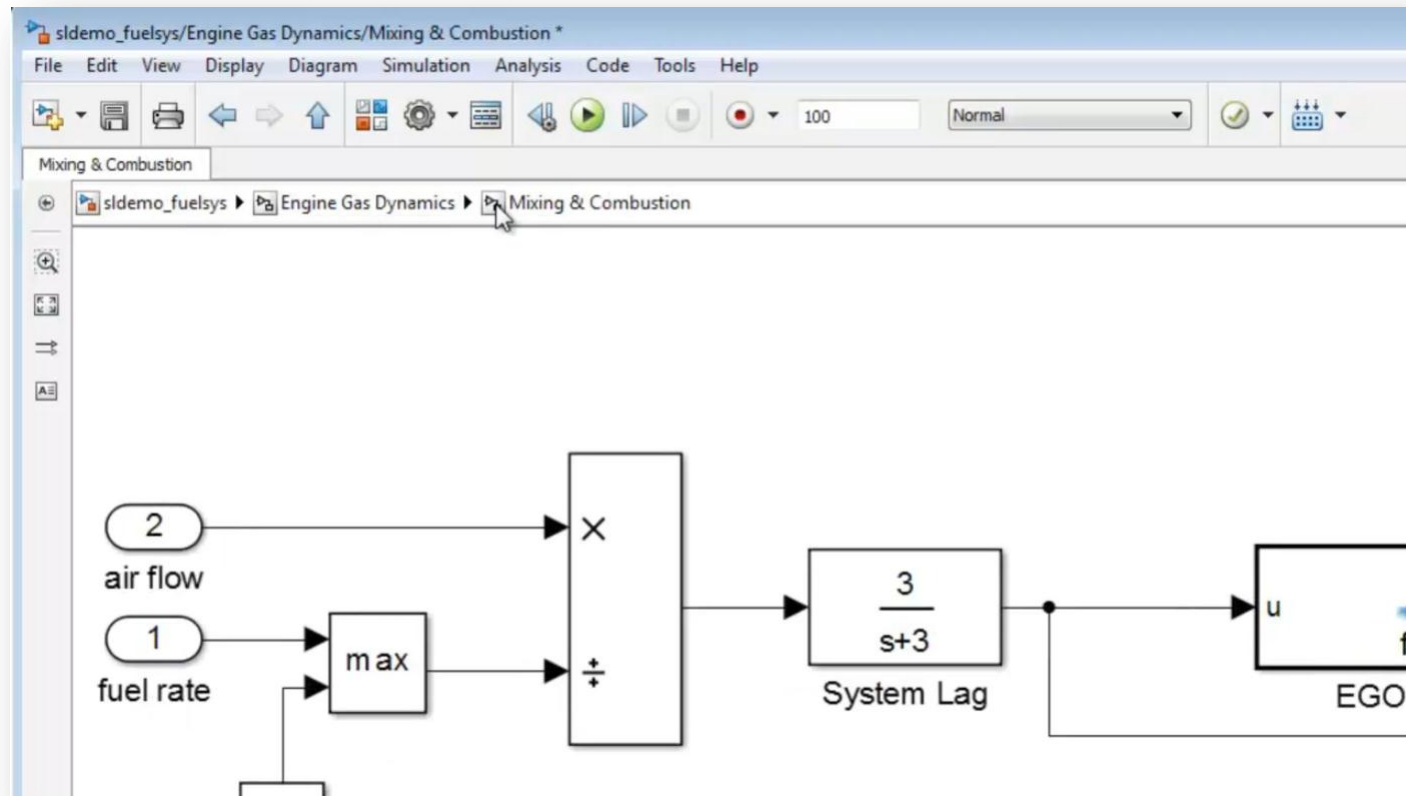 sldemo_fuelsys/Engine Gas Dynamics/Mixing & Combustion *
File Edit View Display Diagram Simulation Analysis Code Tools Help
100 Normal
Mixing & Combustion
sldemo_fuelsys Engine Gas Dynamics Mixing & Combustion
2
×
air flow
3
s+3
u
1
max
÷
fuel rate
System Lag
EGO